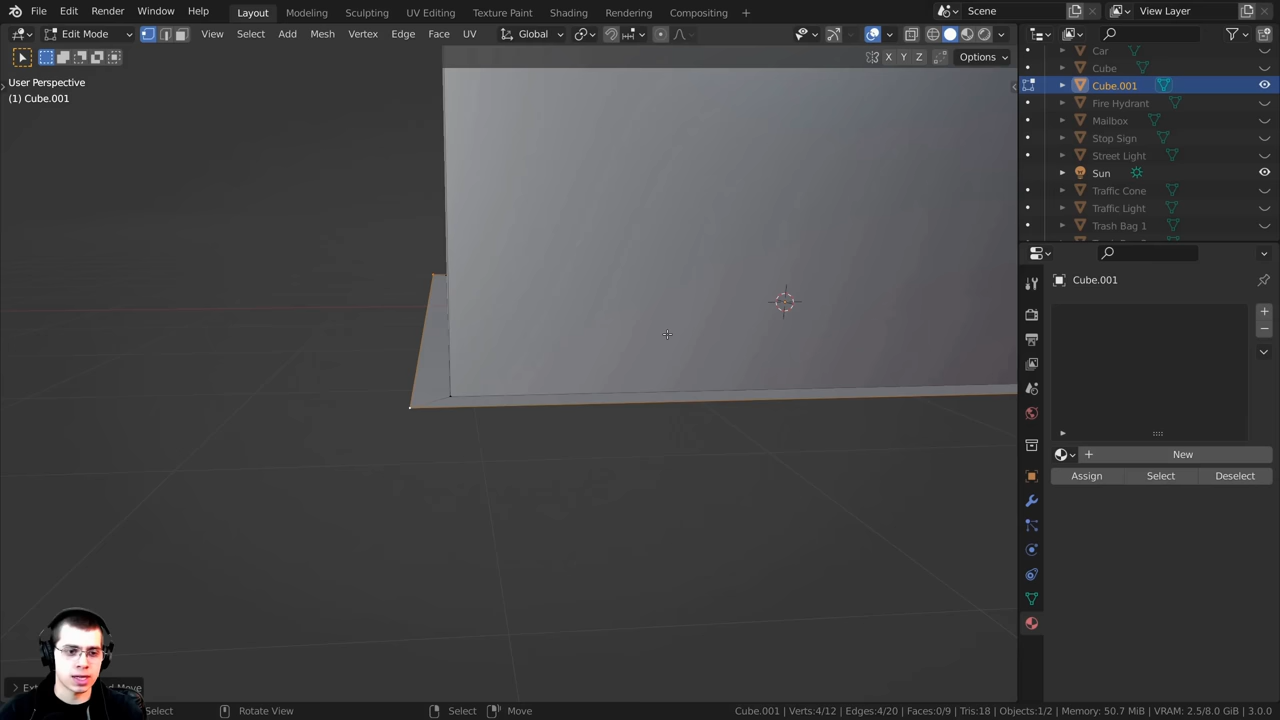 File Edit Render Window Help Layout Modeling Sculpting UV Editing Texture Paint Shading Rendering Animation Compositing + Scene View Layer
Edit Mode View Select Add Mesh Vertex Edge Face UV Global
X Y Z Options
User Perspective
(1) Cube.001
Car
Cube
Cube.001
Fire Hydrant
Mailbox
Stop Sign
Street Light
Sun
Traffic Cone
Traffic Light
Trash Bag 1
Cube.001
New
Assign Select Deselect
Move
Select Rotate View Select Move Cube.001 | Verts:4/12 | Edges:4/20 | Faces:0/9 | Tris:18 | Objects:1/2 | Memory: 50.7 MiB | VRAM: 2.5/8.0 GiB | 3.0.0